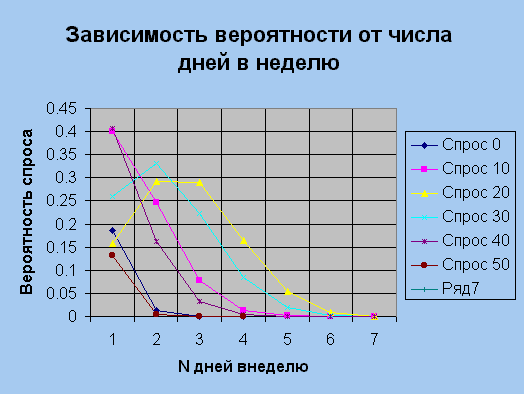 Зависимость вероятности от числа
дней в неделю
Вероятность спроса
0.45
0.4
0.35
0.3
0.25
0.2
0.15
0.1
0.05
0
1 2 3 4 5 6 7
N дней внеделю
Спрос 0
Спрос 10
Спрос 20
Спрос 30
Спрос 40
Спрос 50
Ряд7